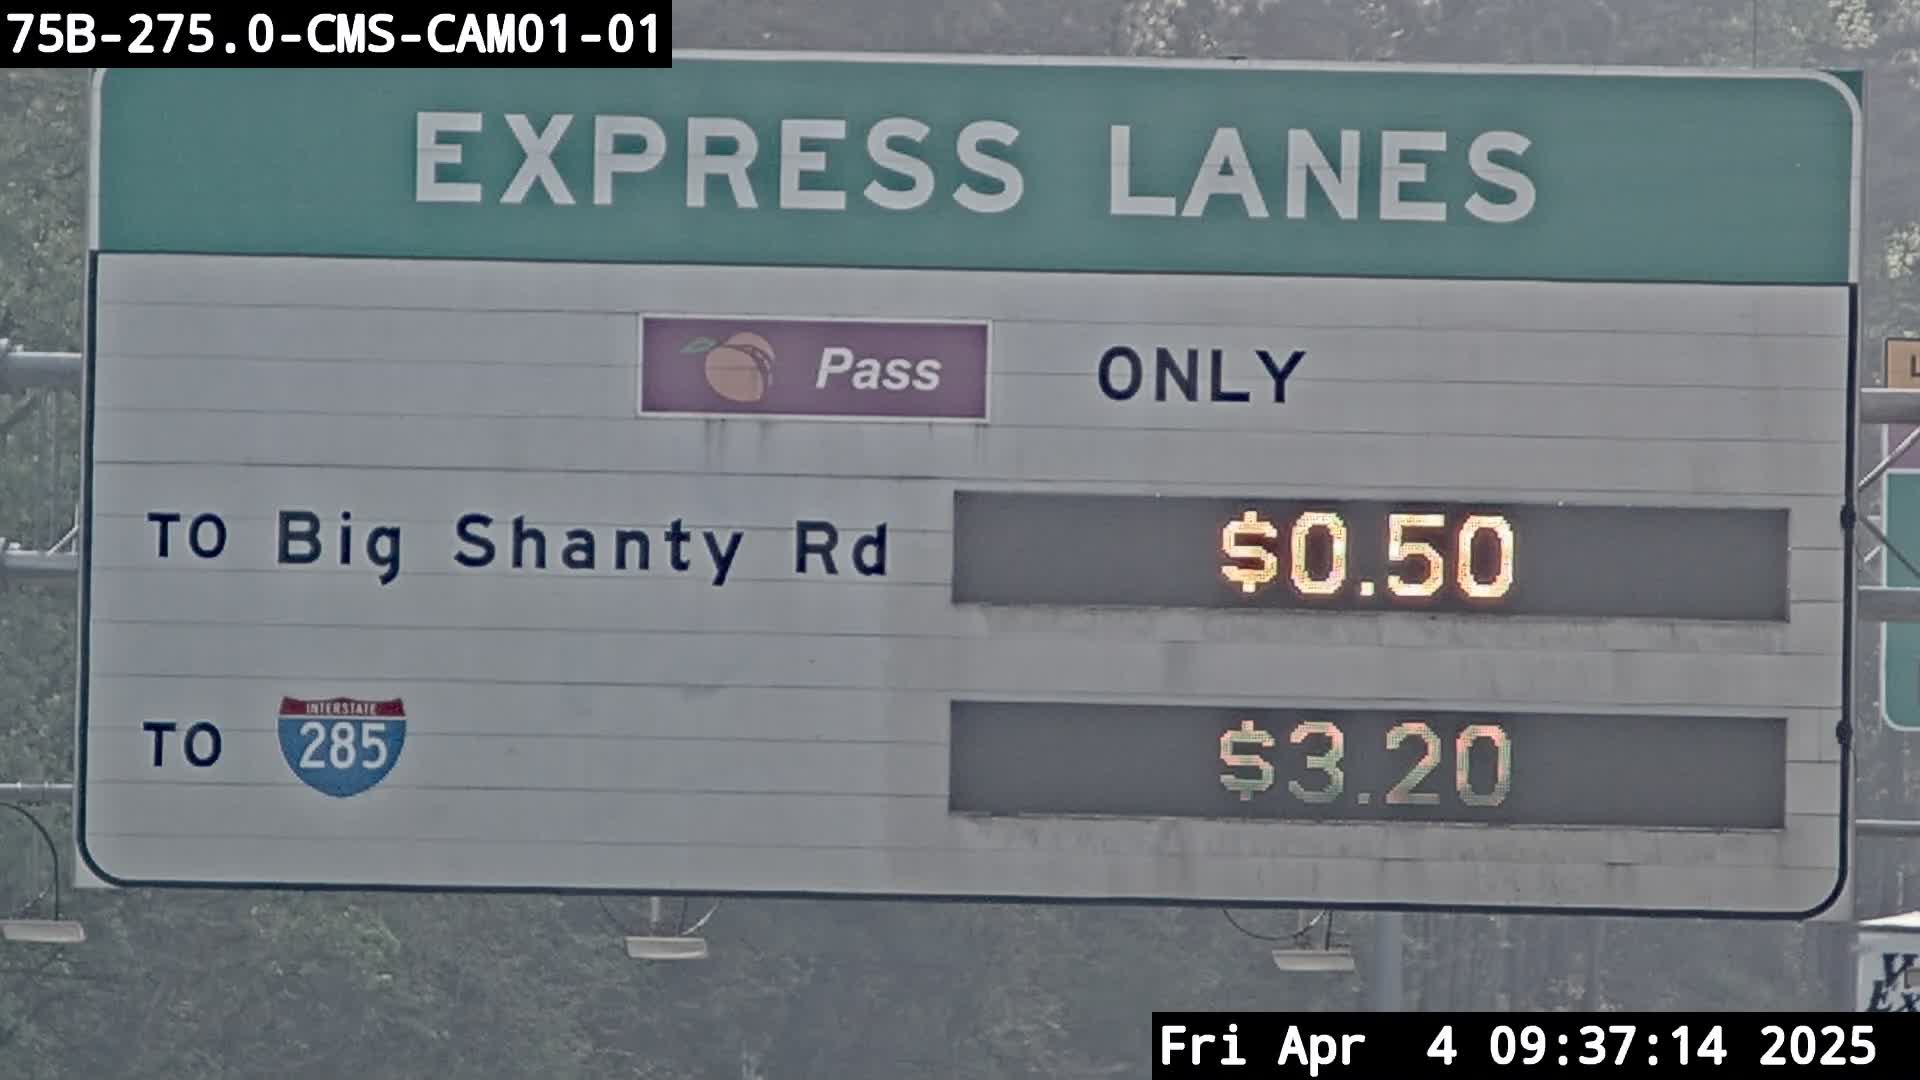 75B-275.0-CMS-CAM01-01
EXPRESS LANES
Pass ONLY
TO Big Shanty Rd $0.50
TO INTERSTATE 285 $3.20
Fri Apr 4 09:37:14 2025